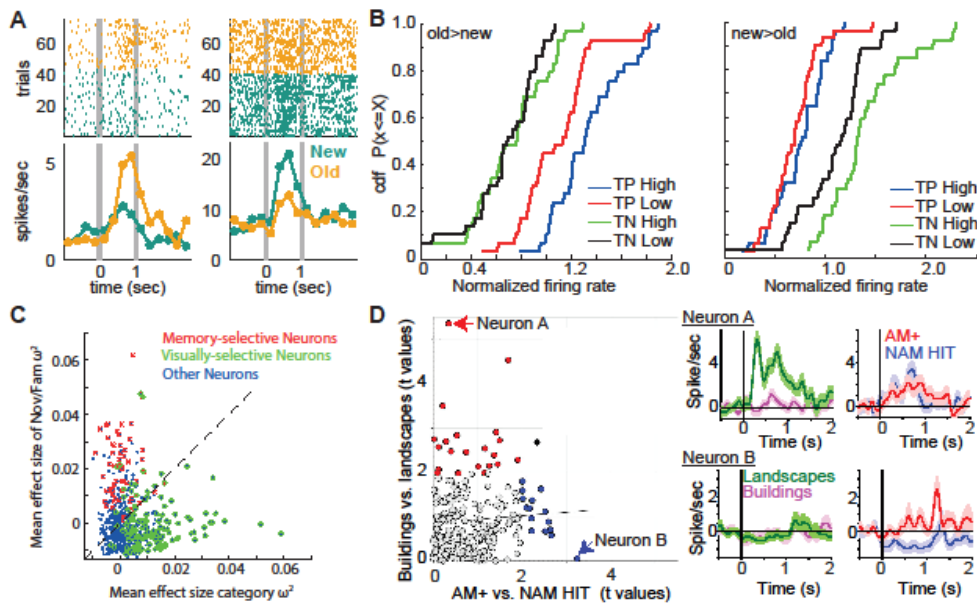 A
trials
60
40
20
spikes/sec
5
0
0 1
time (sec)
60
40
20
20
10
0
New
Old
0 1
time (sec)
B
cdf P(x<=X)
1.0
0.8
0.6
0.4
0.2
0
old>new
TP High
TP Low
TN High
TN Low
0 0.4 1.2 2.0
Normalized firing rate
new>old
TP High
TP Low
TN High
TN Low
0 1.0 2.0
Normalized firing rate
C
Memory-selective Neurons
Visually-selective Neurons
Other Neurons
Mean effect size of Nov/Fam ω²
0.06
0.04
0.02
0
0 0.02 0.04 0.06
Mean effect size category ω²
D
Buildings vs. landscapes (t values)
Neuron A
Neuron B
4
2
0
0 2 4
AM+ vs. NAM HIT (t values)
Neuron A
Spike/sec
4
0
0 1 2
Time (s)
AM+
NAM HIT
4
0
0 1 2
Time (s)
Neuron B
Landscapes
Buildings
Spike/sec
2
0
0 1 2
Time (s)
2
0
0 1 2
Time (s)